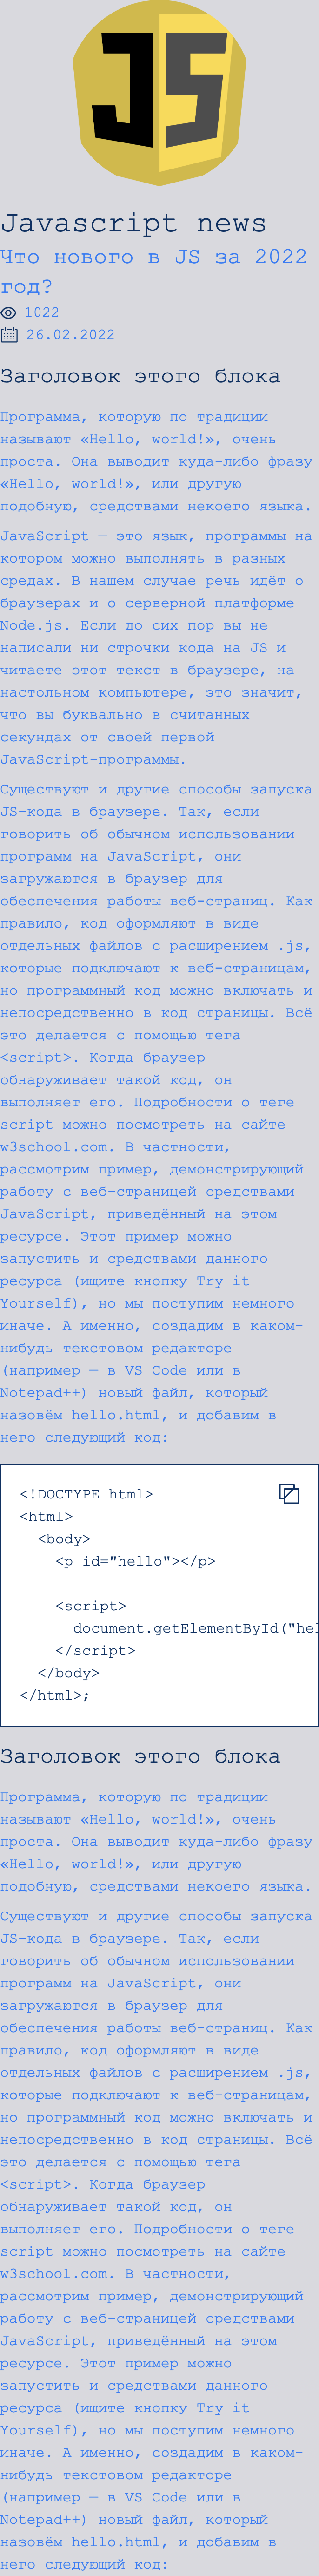 JS
Javascript news
Что нового в JS за 2022
год?
1022
26.02.2022
Заголовок этого блока
Программа, которую по традиции
называют «Hello, world!», очень
проста. Она выводит куда-либо фразу
«Hello, world!», или другую
подобную, средствами некоего языка.
JavaScript — это язык, программы на
котором можно выполнять в разных
средах. В нашем случае речь идёт о
браузерах и о серверной платформе
Node.js. Если до сих пор вы не
написали ни строчки кода на JS и
читаете этот текст в браузере, на
настольном компьютере, это значит,
что вы буквально в считанных
секундах от своей первой
JavaScript-программы.
Существуют и другие способы запуска
JS-кода в браузере. Так, если
говорить об обычном использовании
программ на JavaScript, они
загружаются в браузер для
обеспечения работы веб-страниц. Как
правило, код оформляют в виде
отдельных файлов с расширением .js,
которые подключают к веб-страницам,
но программный код можно включать и
непосредственно в код страницы. Всё
это делается с помощью тега
<script>. Когда браузер
обнаруживает такой код, он
выполняет его. Подробности о теге
script можно посмотреть на сайте
w3school.com. В частности,
рассмотрим пример, демонстрирующий
работу с веб-страницей средствами
JavaScript, приведённый на этом
ресурсе. Этот пример можно
запустить и средствами данного
ресурса (ищите кнопку Try it
Yourself), но мы поступим немного
иначе. А именно, создадим в каком-
нибудь текстовом редакторе
(например — в VS Code или в
Notepad++) новый файл, который
назовём hello.html, и добавим в
него следующий код:
<!DOCTYPE html>
<html>
<body>
<p id="hello"></p>
<script>
document.getElementById("hel
</script>
</body>
</html>;
Заголовок этого блока
Программа, которую по традиции
называют «Hello, world!», очень
проста. Она выводит куда-либо фразу
«Hello, world!», или другую
подобную, средствами некоего языка.
Существуют и другие способы запуска
JS-кода в браузере. Так, если
говорить об обычном использовании
программ на JavaScript, они
загружаются в браузер для
обеспечения работы веб-страниц. Как
правило, код оформляют в виде
отдельных файлов с расширением .js,
которые подключают к веб-страницам,
но программный код можно включать и
непосредственно в код страницы. Всё
это делается с помощью тега
<script>. Когда браузер
обнаруживает такой код, он
выполняет его. Подробности о теге
script можно посмотреть на сайте
w3school.com. В частности,
рассмотрим пример, демонстрирующий
работу с веб-страницей средствами
JavaScript, приведённый на этом
ресурсе. Этот пример можно
запустить и средствами данного
ресурса (ищите кнопку Try it
Yourself), но мы поступим немного
иначе. А именно, создадим в каком-
нибудь текстовом редакторе
(например — в VS Code или в
Notepad++) новый файл, который
назовём hello.html, и добавим в
него следующий код: